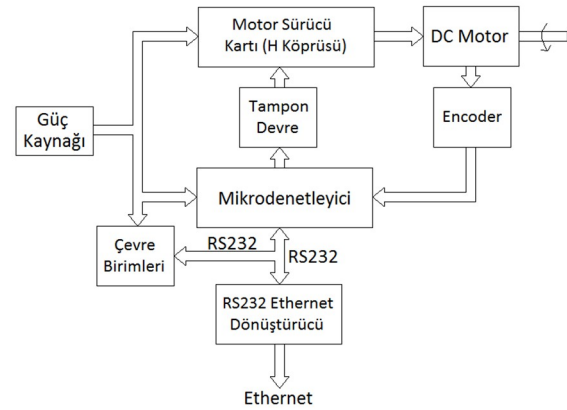 Motor Sürücü
Kartı (H Köprüsü)
DC Motor
Güç
Kaynağı
Tampon
Devre
Encoder
Mikrodenetleyici
Çevre
Birimleri
RS232
RS232
RS232 Ethernet
Dönüştürücü
Ethernet